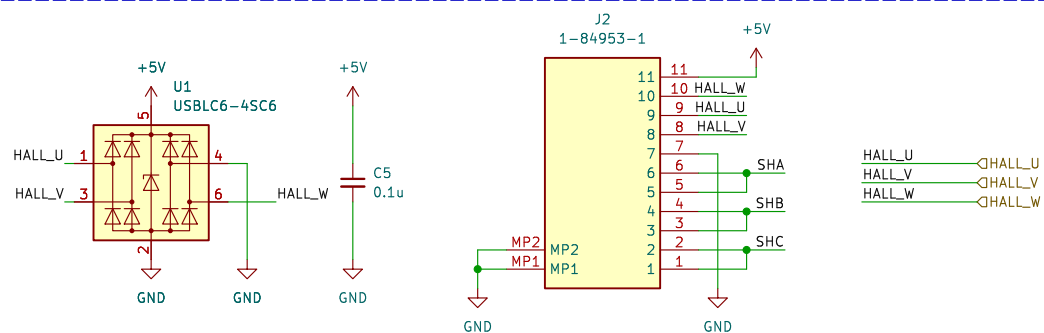 J2
1-84953-1
+5V
+5V
U1
USBLC6-4SC6
5
HALL_U
1
4
HALL_V
3
6
HALL_W
2
GND
GND
+5V
C5
0.1u
GND
11
11
10
10
HALL_W
9
9
HALL_U
8
8
HALL_V
7
7
6
6
SHA
5
5
4
4
SHB
3
3
MP2
MP2
2
2
SHC
MP1
MP1
1
1
GND
GND
HALL_U
HALL_U
HALL_V
HALL_V
HALL_W
HALL_W